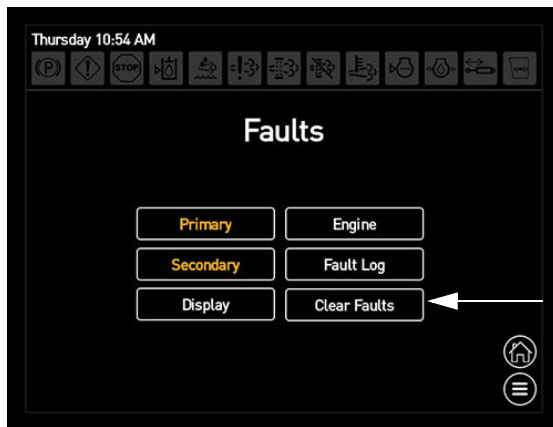 Thursday 10:54 AM
P
STOP
Faults
Primary
Engine
Secondary
Fault Log
Display
Clear Faults